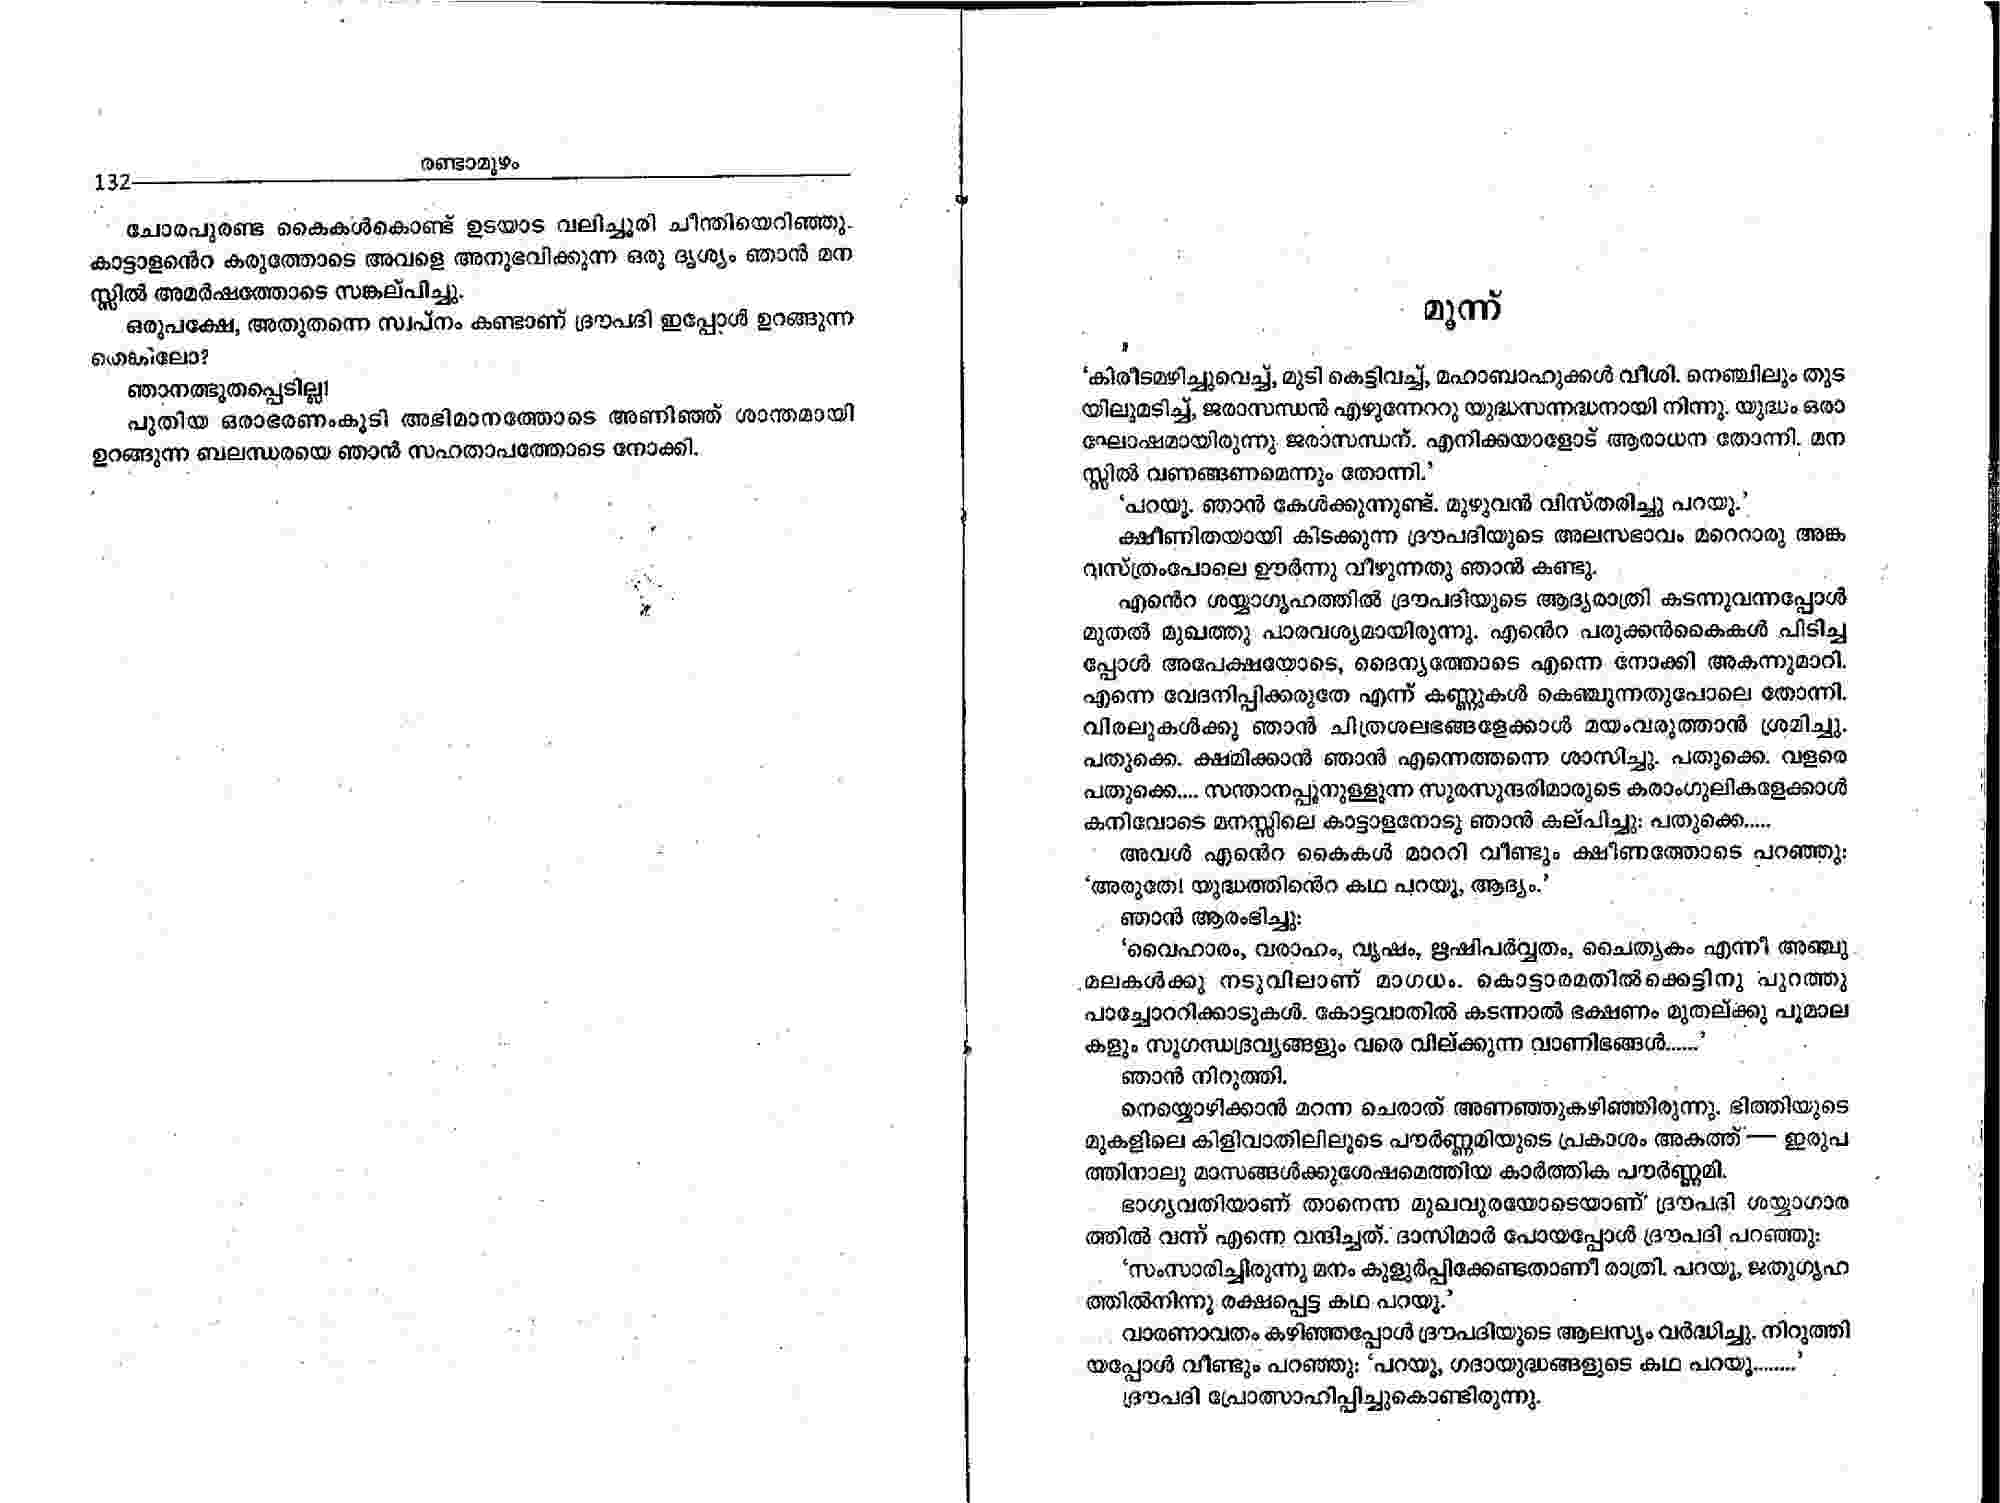 രണ്ടാമൂഴം
132
ചോരപുരണ്ട കൈകൾകൊണ്ട് ഉടയാട വലിച്ചൂരി ചീന്തിയെറിഞ്ഞു.
കാട്ടാളൻെറ കരുത്തോടെ അവളെ അനുഭവിക്കുന്ന ഒരു ദൃശ്യം ഞാൻ മന
സ്സിൽ അമർഷത്തോടെ സങ്കല്പിച്ചു.
ഒരുപക്ഷേ, അതുതന്നെ സ്വപ്നം കണ്ടാണ് ദ്രൗപദി ഇപ്പോൾ ഉറങ്ങുന്ന
തെങ്കിലോ?
ഞാനത്ഭുതപ്പെടില്ല!
പുതിയ ഒരാഭരണംകൂടി അഭിമാനത്തോടെ അണിഞ്ഞ് ശാന്തമായി
ഉറങ്ങുന്ന ബലന്ധരയെ ഞാൻ സഹതാപത്തോടെ നോക്കി.
മൂന്ന്
‘കിരീടമഴിച്ചുവെച്ച്, മുടി കെട്ടിവച്ച്, മഹാബാഹുക്കൾ വീശി. നെഞ്ചിലും തുട
യിലുമടിച്ച്, ജരാസന്ധൻ എഴുന്നേററു യുദ്ധസന്നദ്ധനായി നിന്നു. യുദ്ധം ഒരാ
ഘോഷമായിരുന്നു ജരാസന്ധന്. എനിക്കയാളോട് ആരാധന തോന്നി. മന
സ്സിൽ വണങ്ങണമെന്നും തോന്നി.’
‘പറയൂ. ഞാൻ കേൾക്കുന്നുണ്ട്. മുഴുവൻ വിസ്തരിച്ചു പറയൂ.’
ക്ഷീണിതയായി കിടക്കുന്ന ദ്രൗപദിയുടെ അലസഭാവം മറെറാരു അങ്ക
വസ്ത്രംപോലെ ഊർന്നു വീഴുന്നതു ഞാൻ കണ്ടു.
എൻെറ ശയ്യാഗൃഹത്തിൽ ദ്രൗപദിയുടെ ആദ്യരാത്രി കടന്നുവന്നപ്പോൾ
മുതൽ മുഖത്തു പാരവശ്യമായിരുന്നു. എൻെറ പരുക്കൻകൈകൾ പിടിച്ച
പ്പോൾ അപേക്ഷയോടെ, ദൈന്യത്തോടെ എന്നെ നോക്കി അകന്നുമാറി.
എന്നെ വേദനിപ്പിക്കരുതേ എന്ന് കണ്ണുകൾ കെഞ്ചുന്നതുപോലെ തോന്നി.
വിരലുകൾക്കു ഞാൻ ചിത്രശലഭങ്ങളേക്കാൾ മയംവരുത്താൻ ശ്രമിച്ചു.
പതുക്കെ. ക്ഷമിക്കാൻ ഞാൻ എന്നെത്തന്നെ ശാസിച്ചു. പതുക്കെ. വളരെ
പതുക്കെ.... സന്താനപ്പൂനുള്ളുന്ന സുരസുന്ദരിമാരുടെ കരാംഗുലികളേക്കാൾ
കനിവോടെ മനസ്സിലെ കാട്ടാളനോടു ഞാൻ കല്പിച്ചു: പതുക്കെ.....
അവൾ എൻെറ കൈകൾ മാററി വീണ്ടും ക്ഷീണത്തോടെ പറഞ്ഞു:
‘അരുതേ! യുദ്ധത്തിൻെറ കഥ പറയൂ, ആദ്യം.’
ഞാൻ ആരംഭിച്ചു:
‘വൈഹാരം, വരാഹം, വൃഷം, ഋഷിപർവ്വതം, ചൈത്യകം എന്നീ അഞ്ചു
മലകൾക്കു നടുവിലാണ് മാഗധം. കൊട്ടാരമതിൽക്കെട്ടിനു പുറത്തു
പാച്ചോററിക്കാടുകൾ. കോട്ടവാതിൽ കടന്നാൽ ഭക്ഷണം മുതല്ക്കു പൂമാല
കളും സുഗന്ധദ്രവ്യങ്ങളും വരെ വില്ക്കുന്ന വാണിഭങ്ങൾ......’
ഞാൻ നിറുത്തി.
നെയ്യൊഴിക്കാൻ മറന്ന ചെരാത് അണഞ്ഞുകഴിഞ്ഞിരുന്നു. ഭിത്തിയുടെ
മുകളിലെ കിളിവാതിലിലൂടെ പൗർണ്ണമിയുടെ പ്രകാശം അകത്ത് — ഇരുപ
ത്തിനാലു മാസങ്ങൾക്കുശേഷമെത്തിയ കാർത്തിക പൗർണ്ണമി.
ഭാഗ്യവതിയാണ് താനെന്ന മുഖവുരയോടെയാണ് ദ്രൗപദി ശയ്യാഗാര
ത്തിൽ വന്ന് എന്നെ വന്ദിച്ചത്. ദാസിമാർ പോയപ്പോൾ ദ്രൗപദി പറഞ്ഞു:
‘സംസാരിച്ചിരുന്നു മനം കുളുർപ്പിക്കേണ്ടതാണീ രാത്രി. പറയൂ, ജതുഗൃഹ
ത്തിൽനിന്നു രക്ഷപ്പെട്ട കഥ പറയൂ.’
വാരണാവതം കഴിഞ്ഞപ്പോൾ ദ്രൗപദിയുടെ ആലസ്യം വർദ്ധിച്ചു. നിറുത്തി
യപ്പോൾ വീണ്ടും പറഞ്ഞു: ‘പറയൂ, ഗദായുദ്ധങ്ങളുടെ കഥ പറയൂ........’
ദ്രൗപദി പ്രോത്സാഹിപ്പിച്ചുകൊണ്ടിരുന്നു.